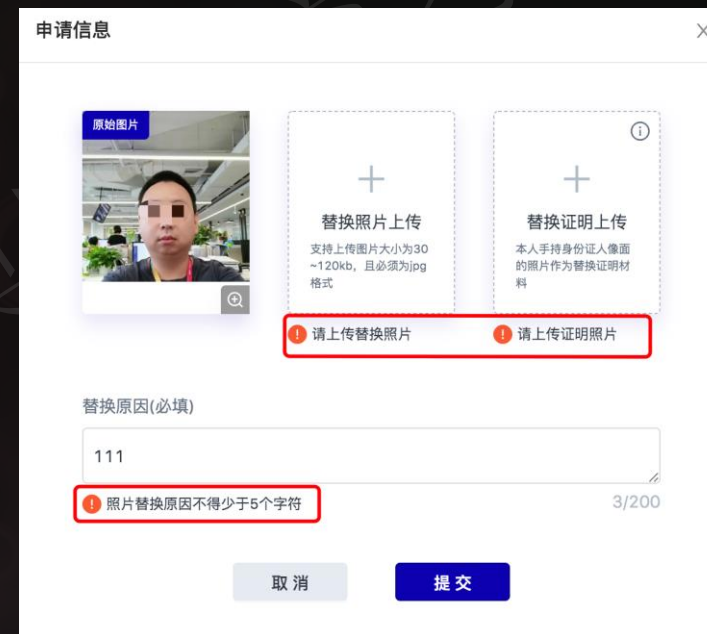 申请信息
原始图片
替换照片上传
支持上传图片大小为30
~120kb，且必须为jpg
格式
替换证明上传
本人手持身份证人像面
的照片作为替换证明材
料
请上传替换照片
请上传证明照片
替换原因(必填)
111
照片替换原因不得少于5个字符
3/200
取消
提交